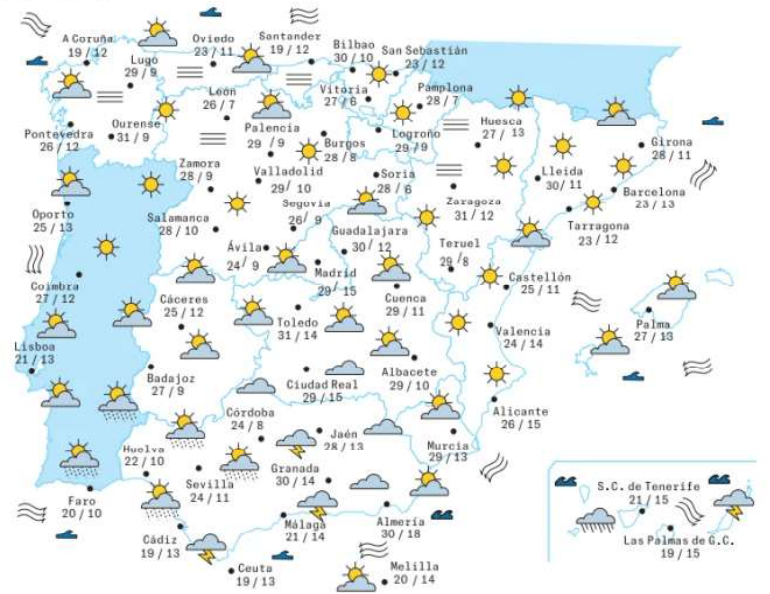 A Coruña
19 / 12
Oviedo
23 / 11
Santander
19 / 12
Bilbao
30 / 10
San Sebastián
23 / 12
Lugo
29 / 9
León
26 / 7
Vitoria
27 / 6
Pamplona
28 / 7
Pontevedra
26 / 12
Ourense
31 / 9
Palencia
29 / 9
Burgos
28 / 8
Logroño
29 / 9
Huesca
27 / 13
Girona
28 / 11
Zamora
28 / 9
Valladolid
29 / 10
Soria
28 / 6
Lleida
30 / 11
Barcelona
23 / 13
Oporto
25 / 13
Salamanca
28 / 10
Segovia
26 / 9
Zaragoza
31 / 12
Tarragona
23 / 12
Ávila
24 / 9
Guadalajara
30 / 12
Teruel
29 / 8
Coimbra
27 / 12
Cáceres
25 / 12
Madrid
29 / 15
Cuenca
29 / 11
Castellón
25 / 11
Toledo
31 / 14
Valencia
24 / 14
Palma
27 / 13
Lisboa
21 / 13
Badajoz
27 / 9
Ciudad Real
29 / 15
Albacete
29 / 10
Alicante
26 / 15
Córdoba
24 / 8
Jaén
28 / 13
Murcia
29 / 13
Huelva
22 / 10
Sevilla
24 / 11
Granada
30 / 14
Faro
20 / 10
Cádiz
19 / 13
Málaga
21 / 14
Almería
30 / 18
Ceuta
19 / 13
Melilla
20 / 14
S.C. de Tenerife
21 / 15
Las Palmas de G.C.
19 / 15